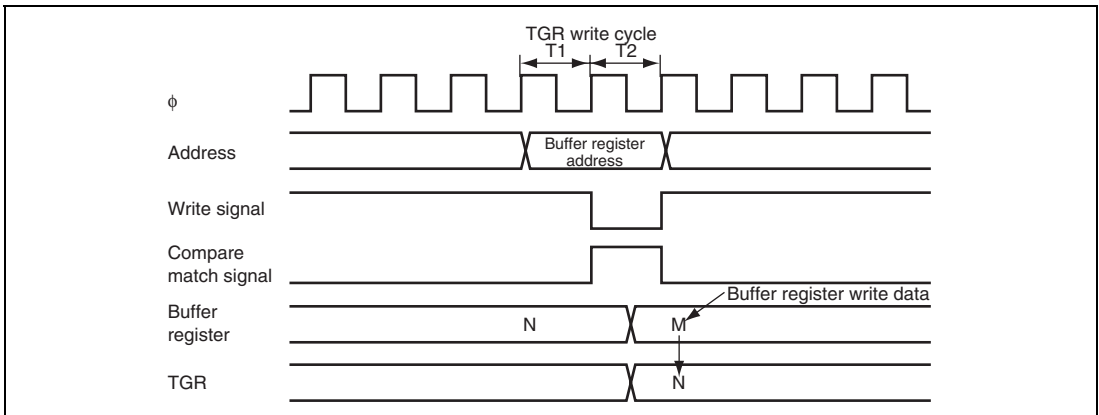 TGR write cycle
T1 T2
φ
Address
Buffer register
address
Write signal
Compare
match signal
Buffer register write data
Buffer
register
N M
TGR
N